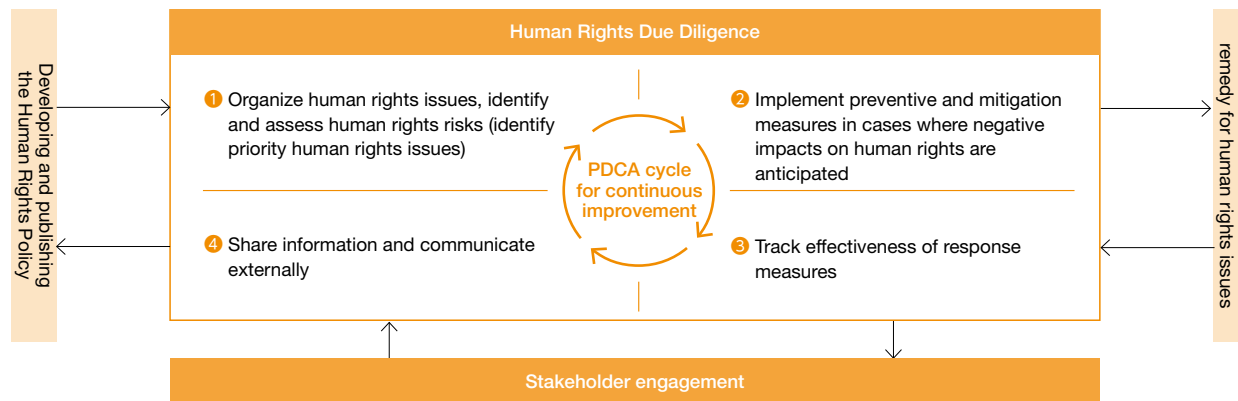 Developing and publishing
the Human Rights Policy
Human Rights Due Diligence
1 Organize human rights issues, identify
and assess human rights risks (identify
priority human rights issues)
2 Implement preventive and mitigation
measures in cases where negative
impacts on human rights are
anticipated
PDCA cycle
for continuous
improvement
4 Share information and communicate
externally
3 Track effectiveness of response
measures
remedy for human rights issues
Stakeholder engagement